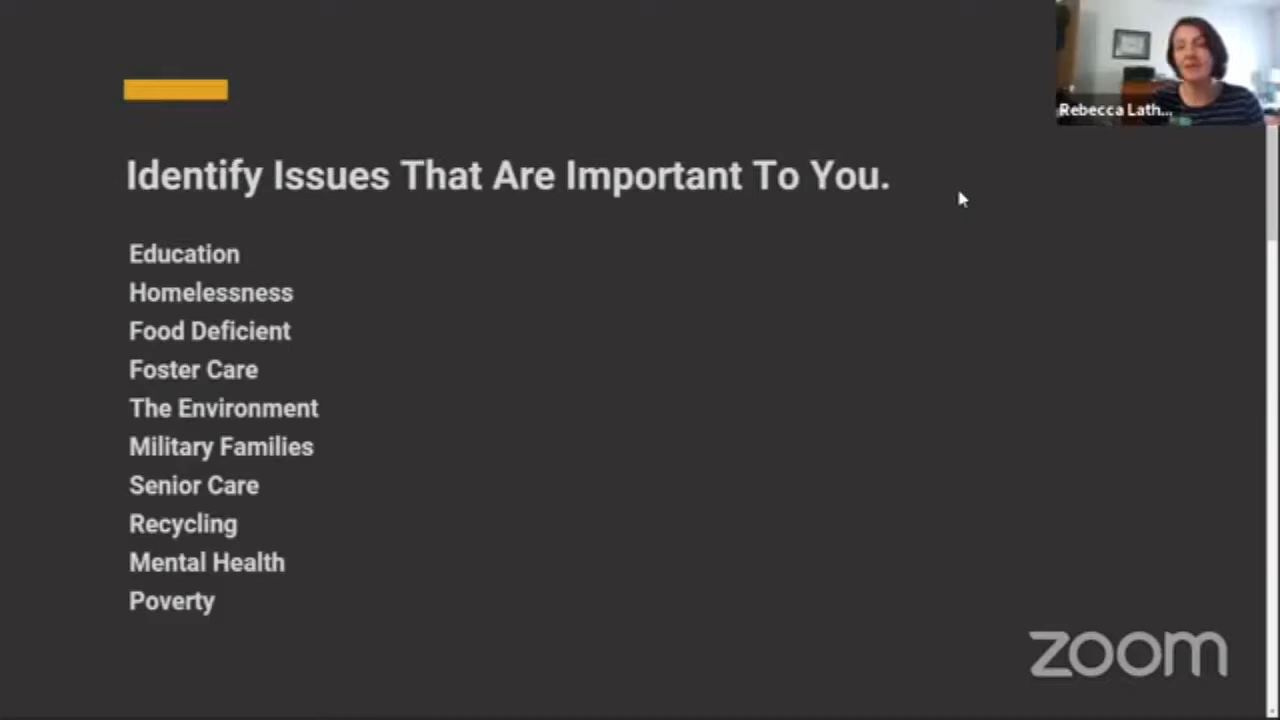 Rebecca Lath...
Identify Issues That Are Important To You.
Education
Homelessness
Food Deficient
Foster Care
The Environment
Military Families
Senior Care
Recycling
Mental Health
Poverty
zoom